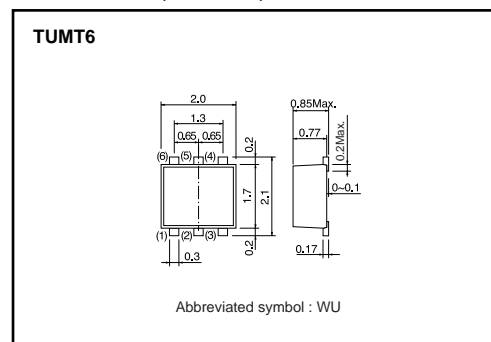 TUMT6
2.0
0.85Max.
1.3
0.77
0.2Max.
0.65 0.65
0.2
(6) (5) (4)
1.7
2.1
0~0.1
(1) (2) (3)
0.2
0.3
0.17
Abbreviated symbol : WU